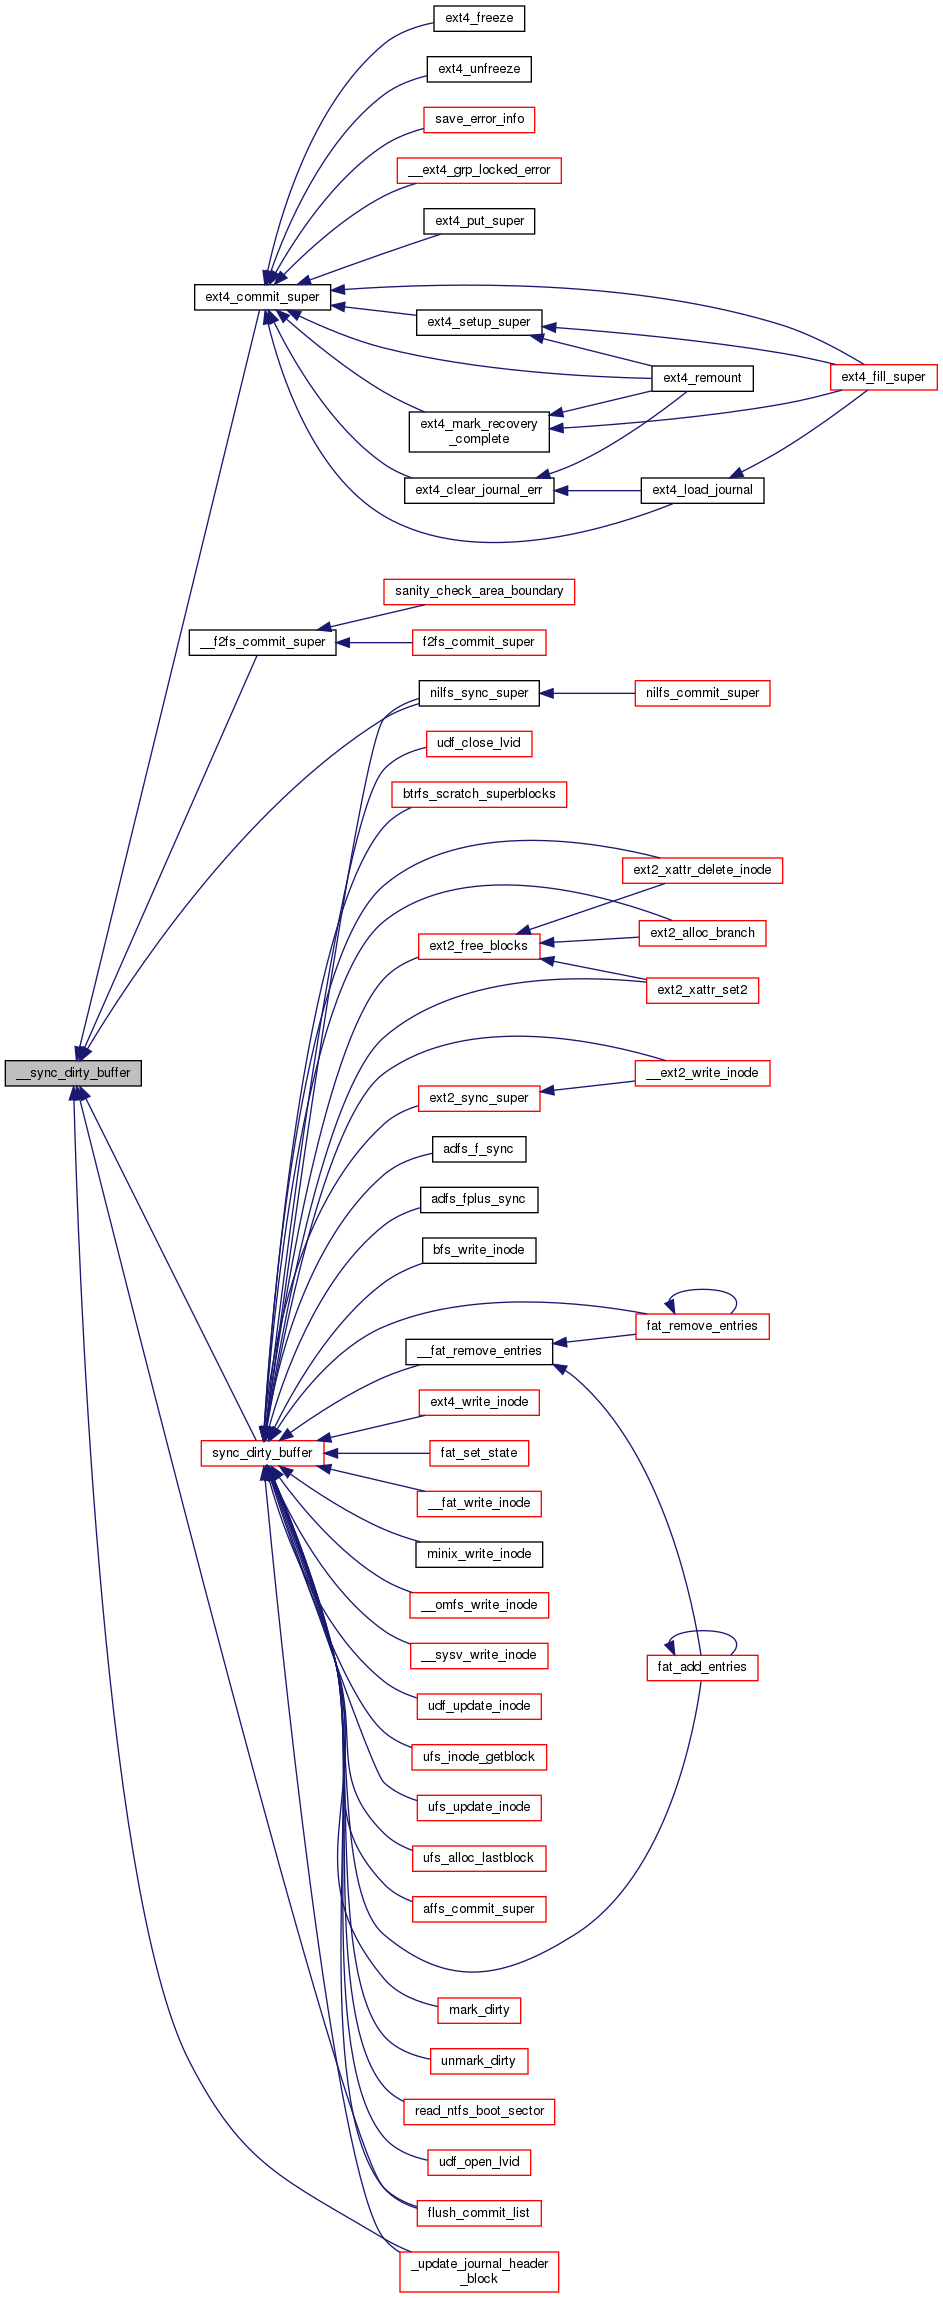 ext4_freeze
ext4_unfreeze
save_error_info
__ext4_grp_locked_error
ext4_put_super
ext4_commit_super
ext4_setup_super
ext4_remount
ext4_fill_super
ext4_mark_recovery
_complete
ext4_clear_journal_err
ext4_load_journal
sanity_check_area_boundary
__f2fs_commit_super
f2fs_commit_super
nilfs_sync_super
nilfs_commit_super
udf_close_lvid
btrfs_scratch_superblocks
ext2_xattr_delete_inode
ext2_alloc_branch
ext2_free_blocks
ext2_xattr_set2
__sync_dirty_buffer
__ext2_write_inode
ext2_sync_super
adfs_f_sync
adfs_fplus_sync
bfs_write_inode
fat_remove_entries
__fat_remove_entries
ext4_write_inode
sync_dirty_buffer
fat_set_state
__fat_write_inode
minix_write_inode
__omfs_write_inode
__sysv_write_inode
fat_add_entries
udf_update_inode
ufs_inode_getblock
ufs_update_inode
ufs_alloc_lastblock
affs_commit_super
mark_dirty
unmark_dirty
read_ntfs_boot_sector
udf_open_lvid
flush_commit_list
_update_journal_header
_block